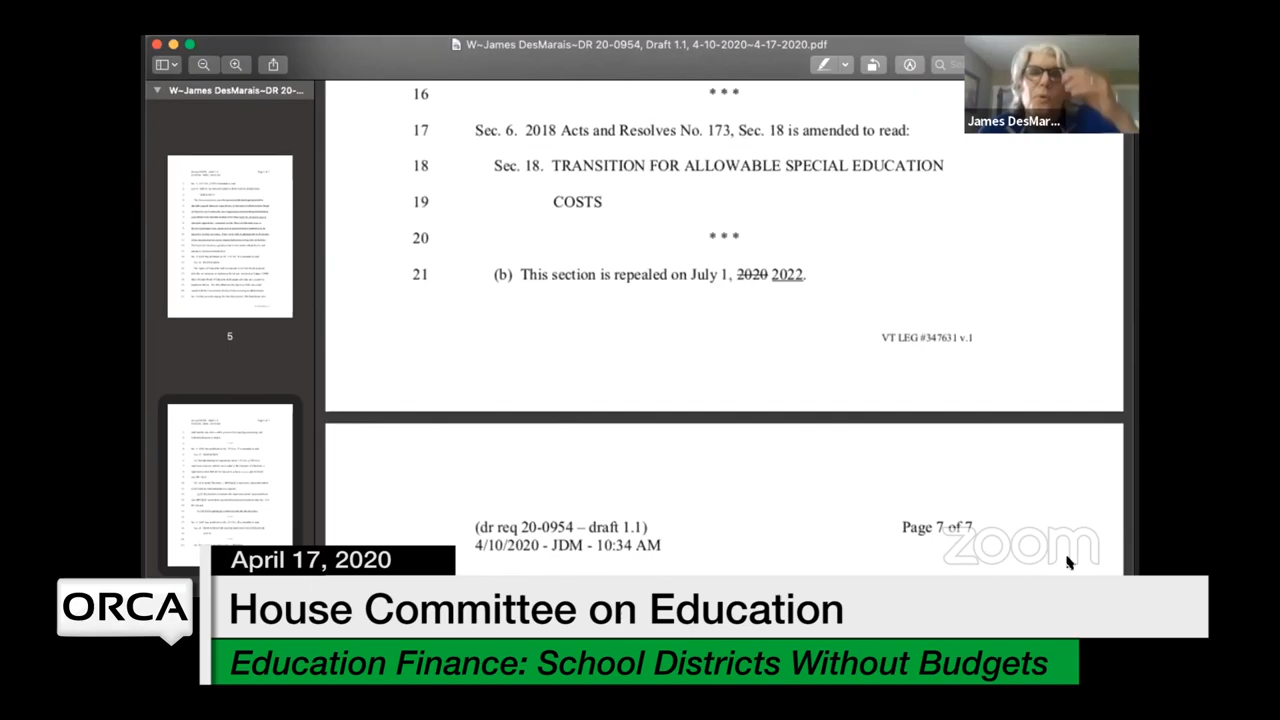 W~James DesMarais~DR 20-0954, Draft 1.1, 4-10-2020~4-17-2020.pdf
W~James DesMarais~DR 20-...
James DesMar...
16 * * *
17 Sec. 6. 2018 Acts and Resolves No. 173, Sec. 18 is amended to read:
18 Sec. 18. TRANSITION FOR ALLOWABLE SPECIAL EDUCATION
19 COSTS
20 * * *
21 (b) This section is repealed on July 1, 2020 2022.
VT LEG #347631 v.1
5
(dr req 20-0954 – draft 1.1) Page 7 of 7
4/10/2020 - JDM - 10:34 AM
zoom
April 17, 2020
ORCA
House Committee on Education
Education Finance: School Districts Without Budgets